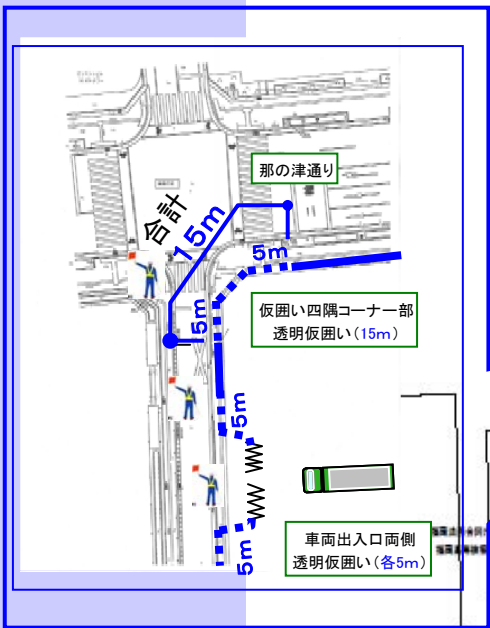 那の津通り
合計
15m
5m
5m
仮囲い四隅コーナー部
透明仮囲い（15m）
5m
車両出入口両側
透明仮囲い（各5m）
5m